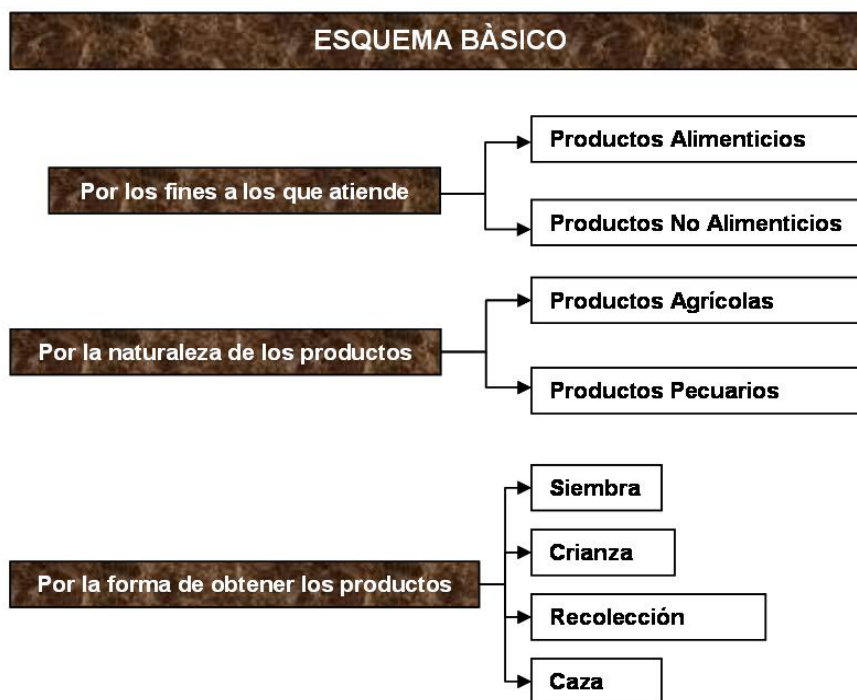 ESQUEMA BÀSICO
Por los fines a los que atiende
Productos Alimenticios
Productos No Alimenticios
Por la naturaleza de los productos
Productos Agrícolas
Productos Pecuarios
Por la forma de obtener los productos
Siembra
Crianza
Recolección
Caza